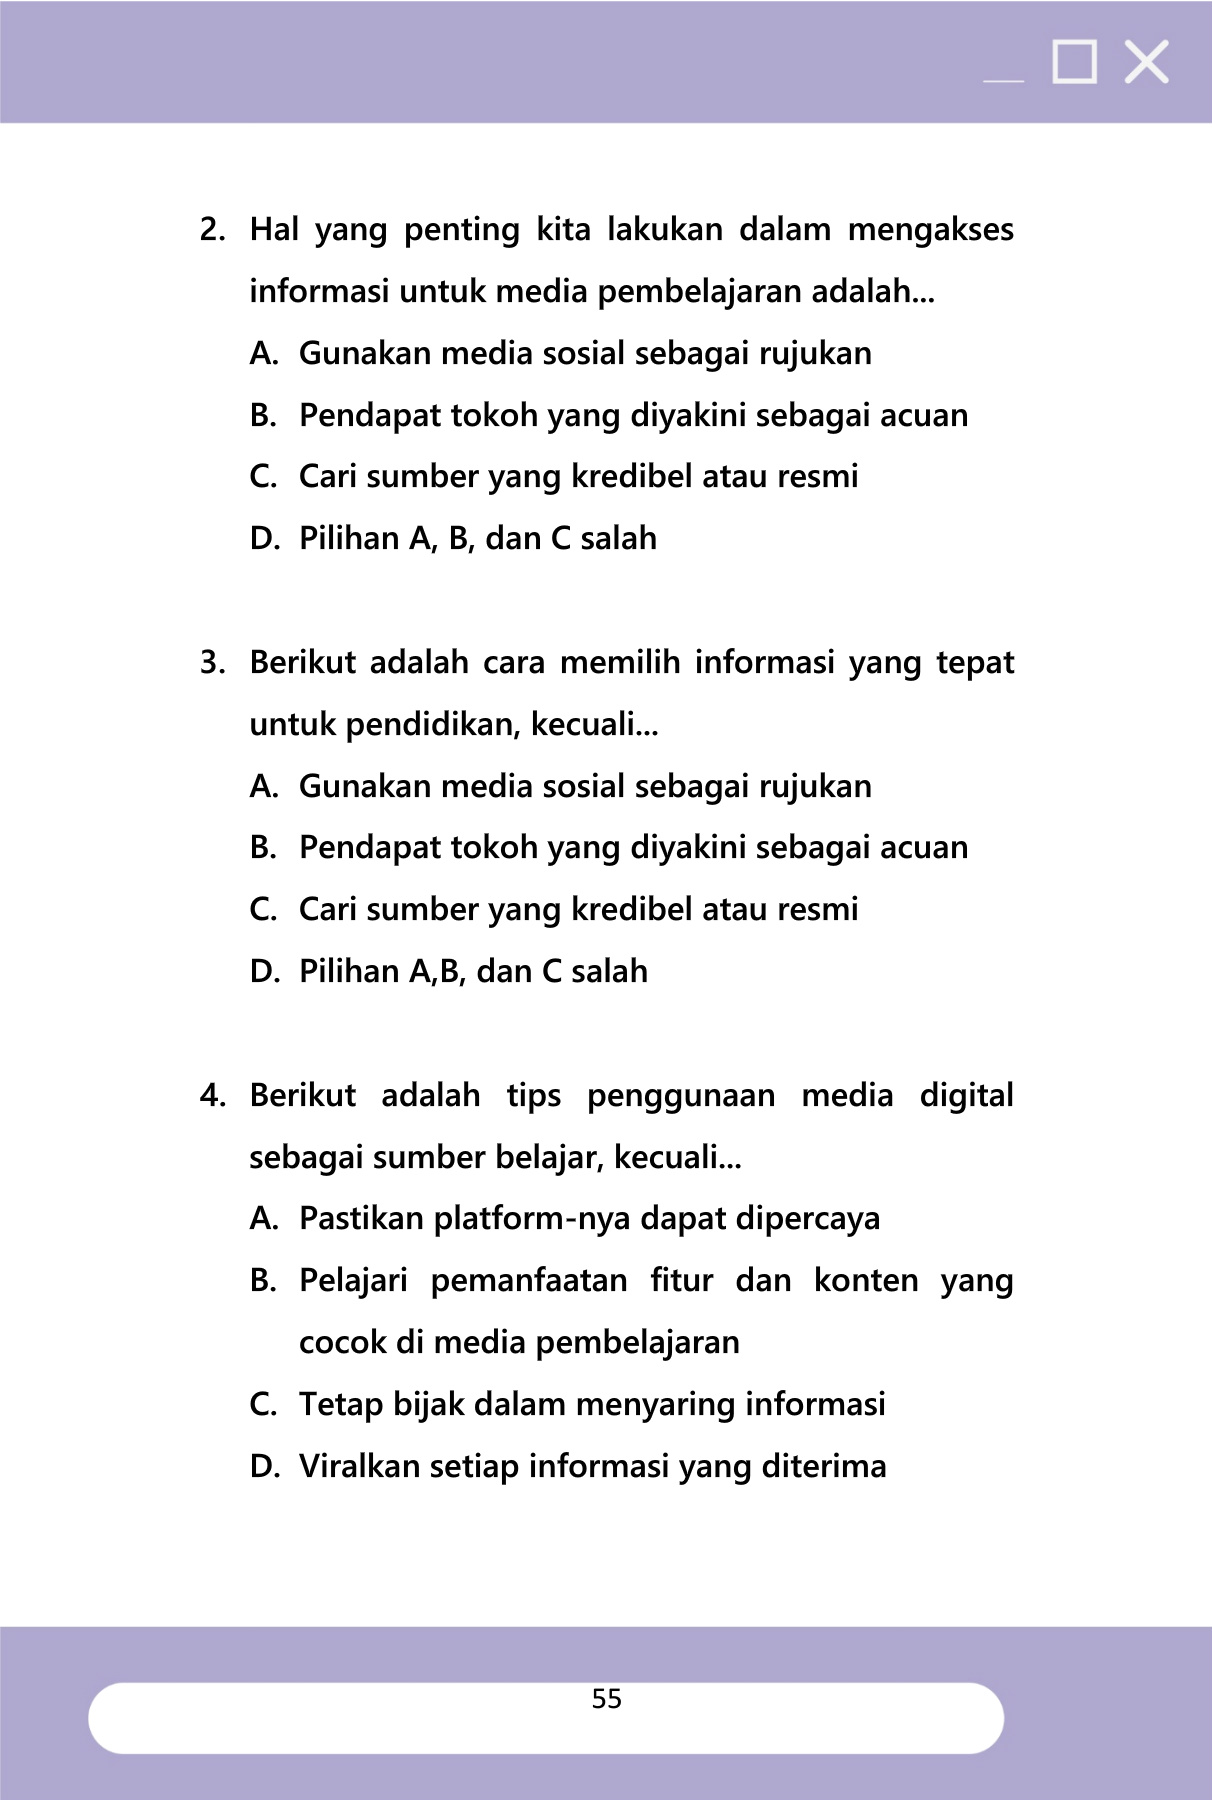 2. Hal yang penting kita lakukan dalam mengakses
informasi untuk media pembelajaran adalah...
A. Gunakan media sosial sebagai rujukan
B. Pendapat tokoh yang diyakini sebagai acuan
C. Cari sumber yang kredibel atau resmi
D. Pilihan A, B, dan C salah
3. Berikut adalah cara memilih informasi yang tepat
untuk pendidikan, kecuali...
A. Gunakan media sosial sebagai rujukan
B. Pendapat tokoh yang diyakini sebagai acuan
C. Cari sumber yang kredibel atau resmi
D. Pilihan A,B, dan C salah
4. Berikut adalah tips penggunaan media digital
sebagai sumber belajar, kecuali...
A. Pastikan platform-nya dapat dipercaya
B. Pelajari pemanfaatan fitur dan konten yang
cocok di media pembelajaran
C. Tetap bijak dalam menyaring informasi
D. Viralkan setiap informasi yang diterima
55